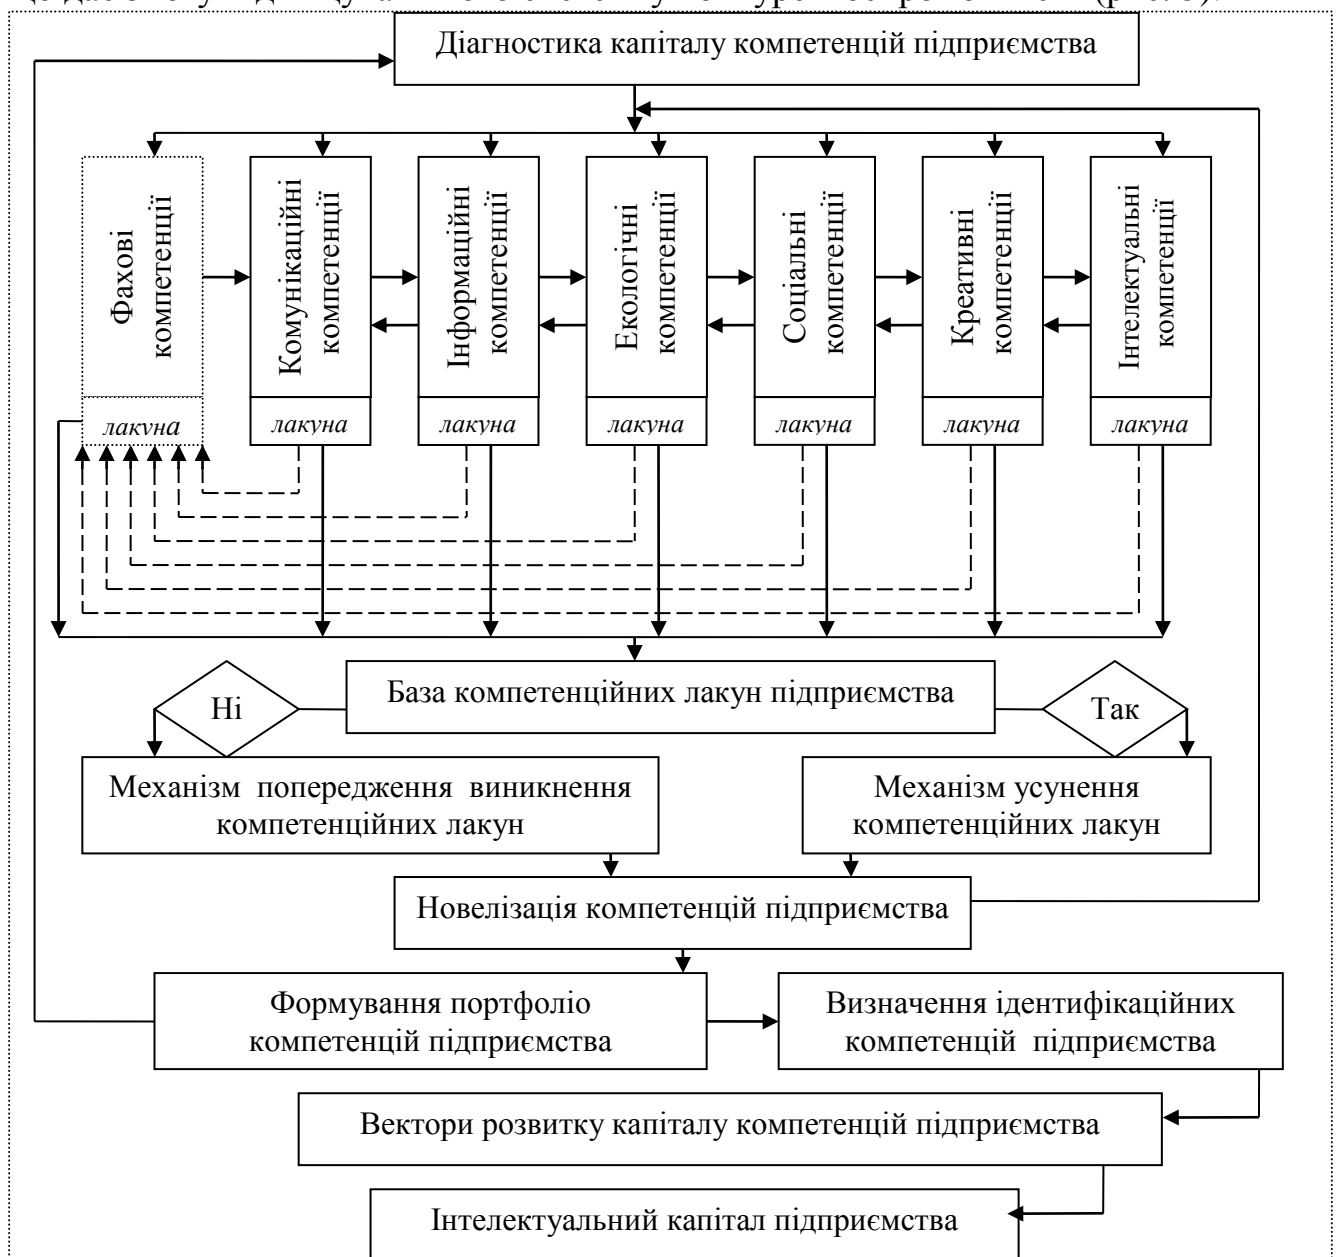 Діагностика капіталу компетенцій підприємства
Фахові
компетенції
Комунікаційні
компетенції
Інформаційні
компетенції
Екологічні
компетенції
Соціальні
компетенції
Креативні
компетенції
Інтелектуальні
компетенції
лакуна
лакуна
лакуна
лакуна
лакуна
лакуна
лакуна
База компетенційних лакун підприємства
Ні
Так
Механізм попередження виникнення
компетенційних лакун
Механізм усунення
компетенційних лакун
Новелізація компетенцій підприємства
Формування портфоліо
компетенцій підприємства
Визначення ідентифікаційних
компетенцій підприємства
Вектори розвитку капіталу компетенцій підприємства
Інтелектуальний капітал підприємства